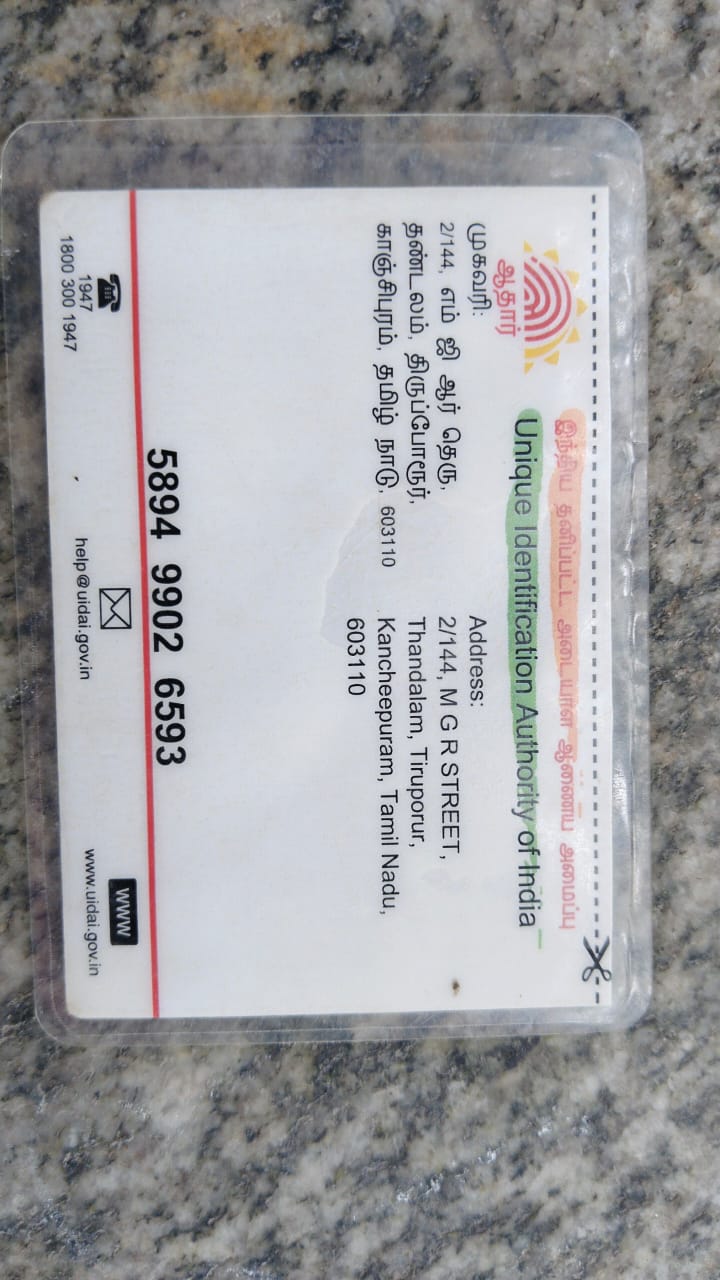 இந்திய தனிப்பட்ட அடையாள ஆணைய அமைப்பு
Unique Identification Authority of India
ஆதார்
முகவரி:
2/144, எம் ஜி ஆர் தெரு,
தண்டலம், திருப்போரூர்,
காஞ்சிபுரம், தமிழ் நாடு, 603110
Address:
2/144, M G R STREET,
Thandalam, Tiruporur,
Kancheepuram, Tamil Nadu,
603110
5894 9902 6593
1947
1800 300 1947
help@uidai.gov.in
WWW
www.uidai.gov.in